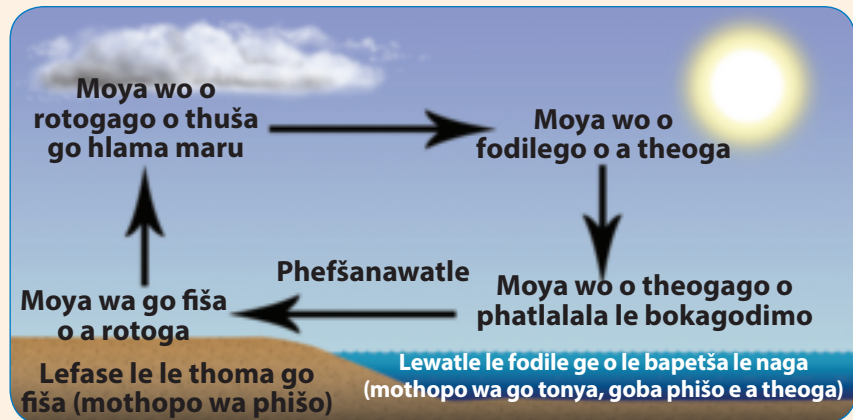 Moya wo o
rotogago o thuša
go hlama maru
Moya wo o
fodilego o a theoga
Phefšanawatle
Moya wa go fiša
o a rotoga
Moya wo o theogago o
phatlalala le bokagodimo
Lefase le le thoma go
fiša (mothopo wa phišo)
Lewatle le fodile ge o le bapetša le naga
(mothopo wa go tonya, goba phišo e a theoga)